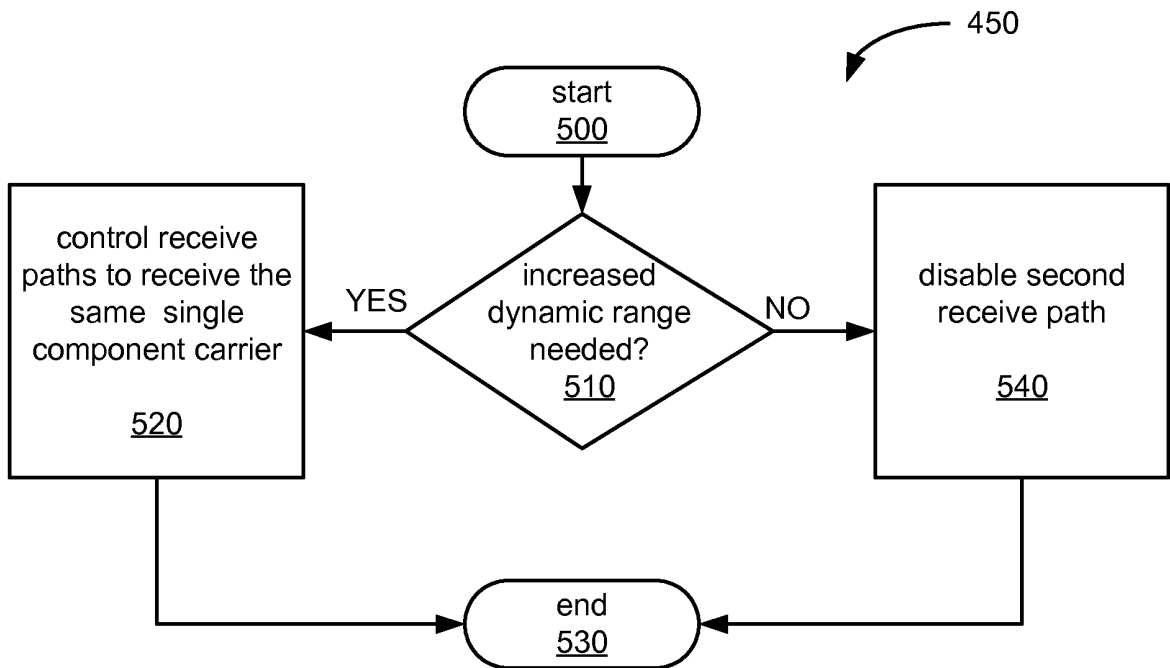 450
start
500
control receive
paths to receive the
same single
component carrier
520
YES
increased
dynamic range
needed?
510
NO
disable second
receive path
540
end
530